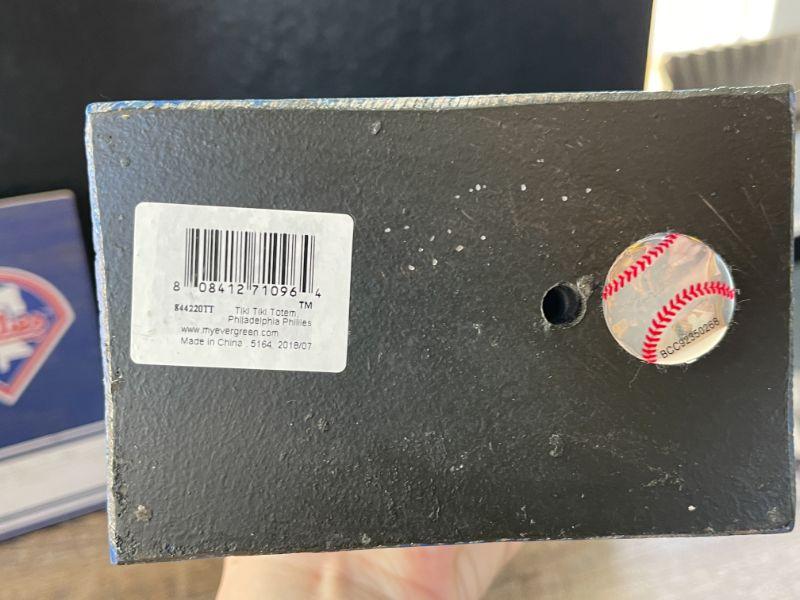 8 08412 71096 4
844220TT Tiki Tiki Totem, TM
Philadelphia Phillies
www.myevergreen.com
Made in China . 5164, 2018/07
BCC92350268